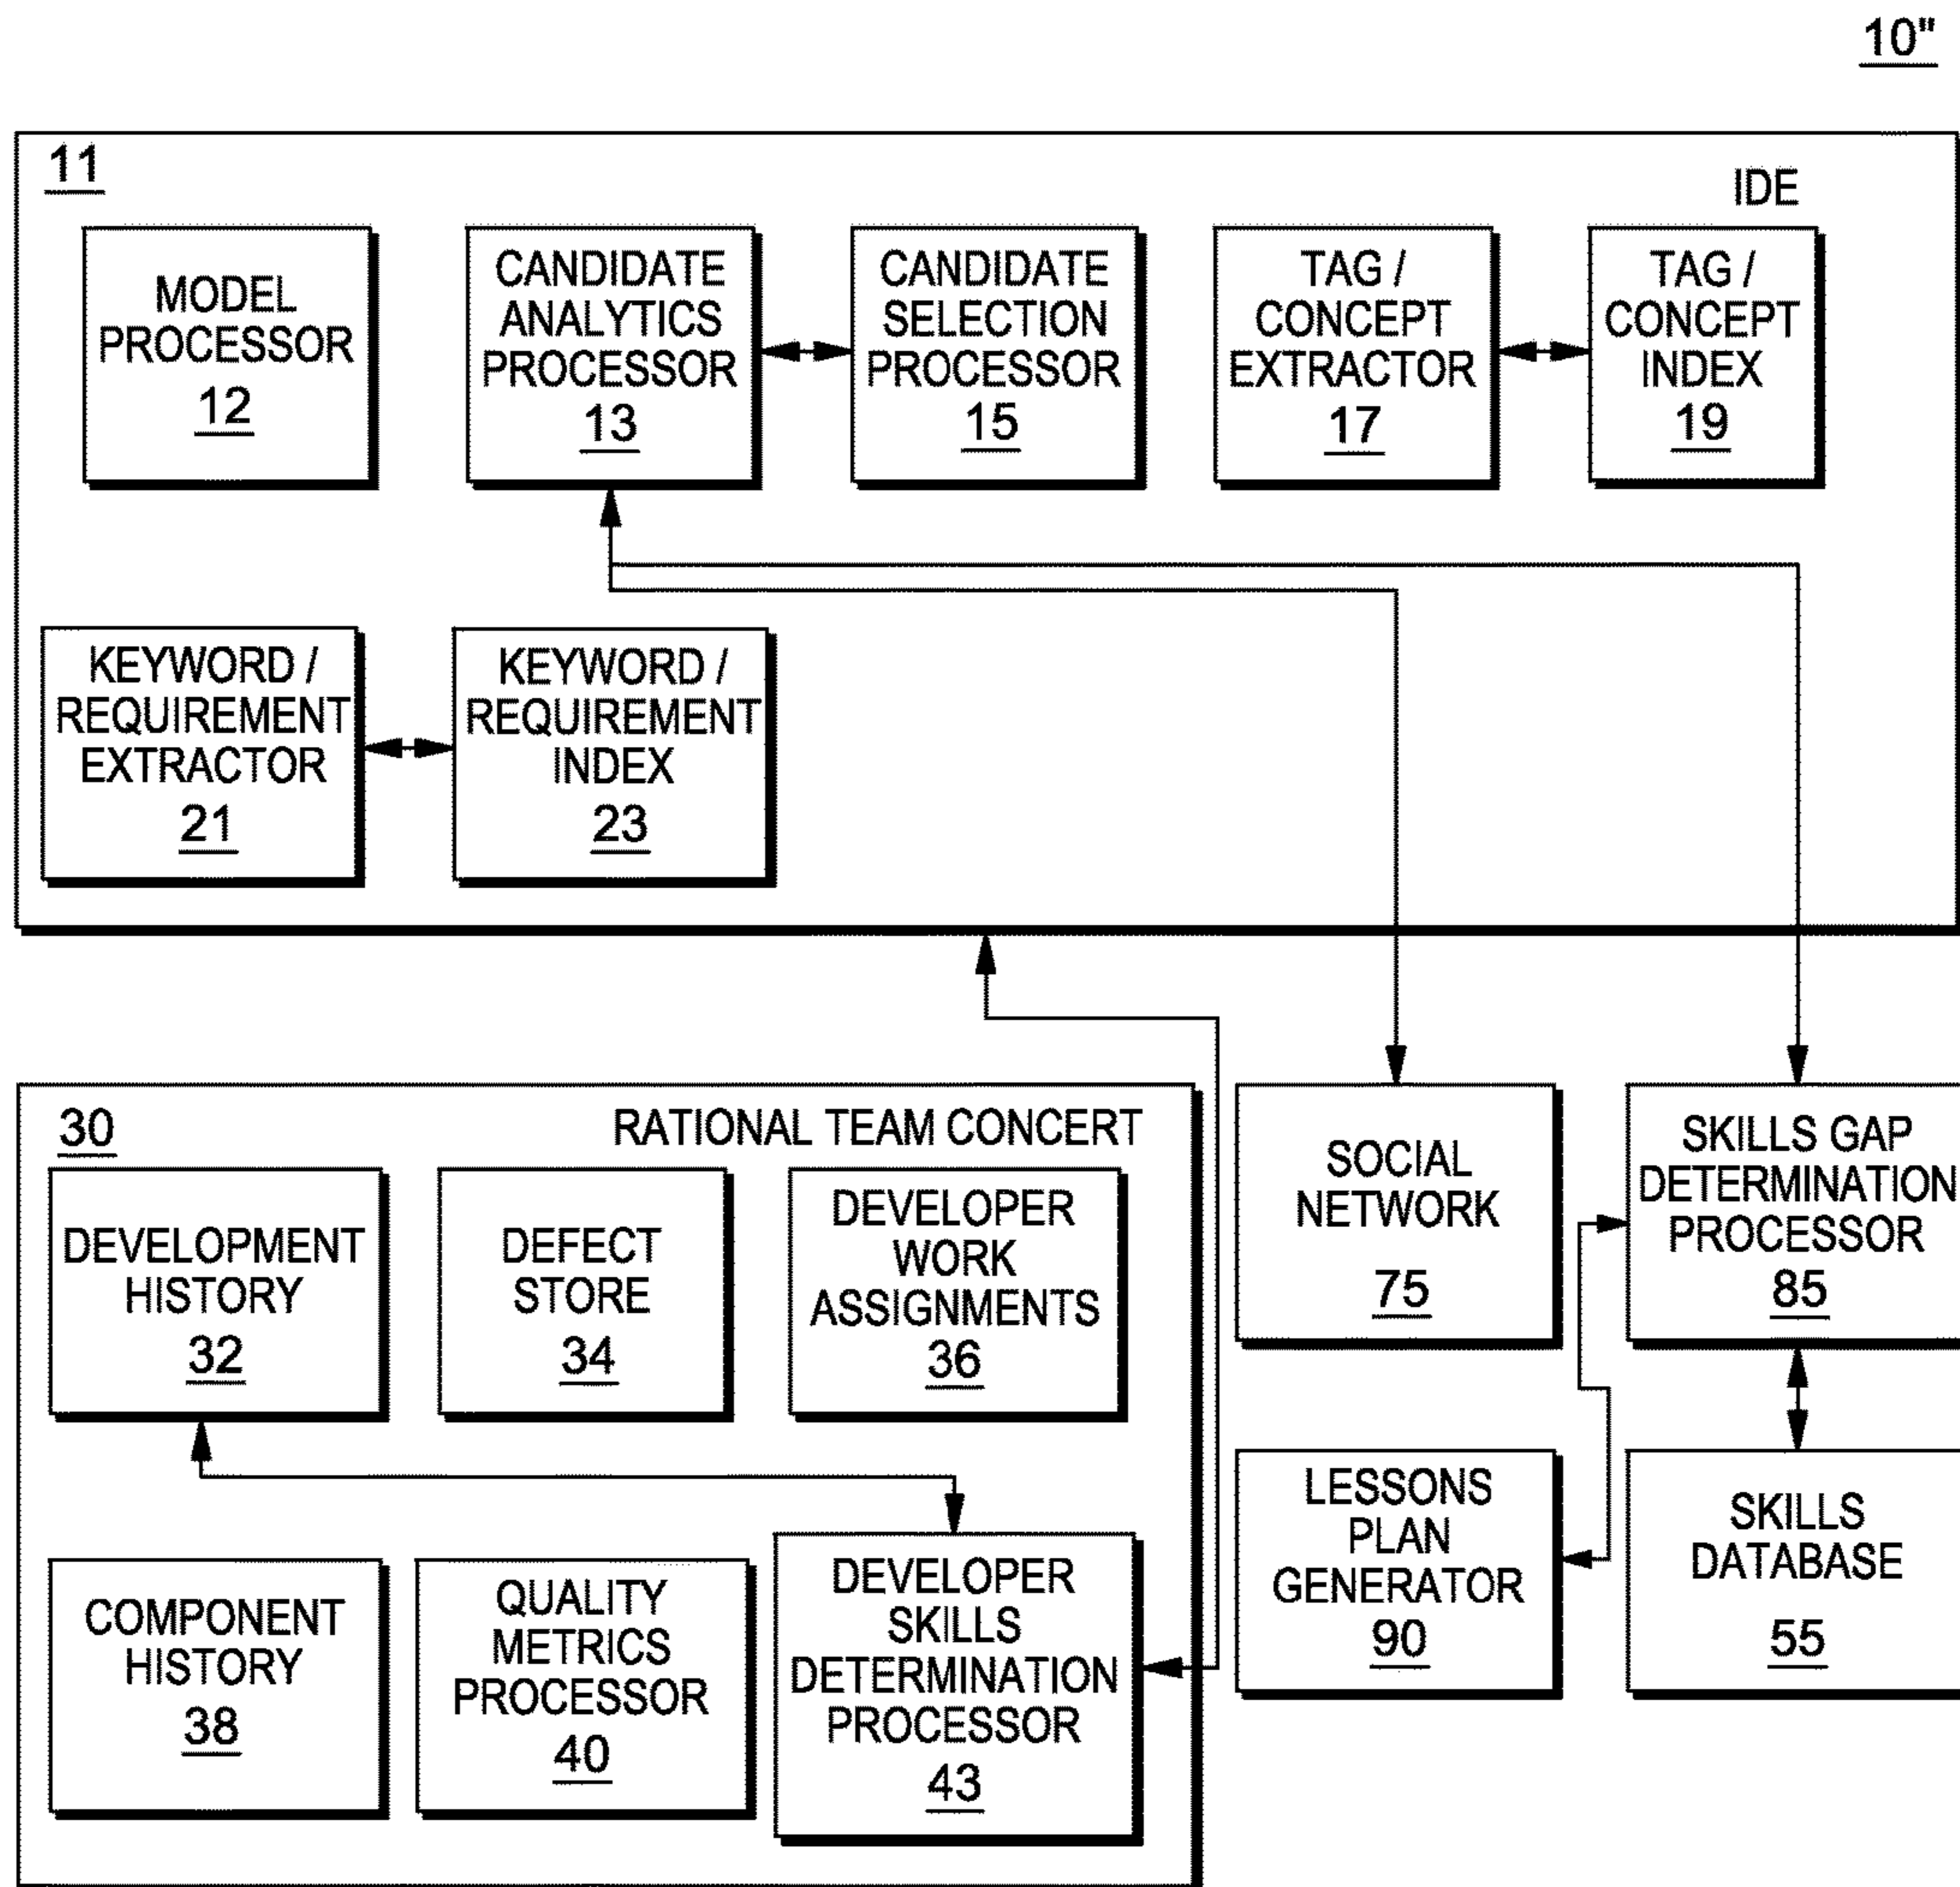 10"
11
IDE
MODEL
PROCESSOR
12
CANDIDATE
ANALYTICS
PROCESSOR
13
CANDIDATE
SELECTION
PROCESSOR
15
TAG /
CONCEPT
EXTRACTOR
17
TAG /
CONCEPT
INDEX
19
KEYWORD /
REQUIREMENT
EXTRACTOR
21
KEYWORD /
REQUIREMENT
INDEX
23
30
RATIONAL TEAM CONCERT
DEVELOPMENT
HISTORY
32
DEFECT
STORE
34
DEVELOPER
WORK
ASSIGNMENTS
36
COMPONENT
HISTORY
38
QUALITY
METRICS
PROCESSOR
40
DEVELOPER
SKILLS
DETERMINATION
PROCESSOR
43
SOCIAL
NETWORK
75
SKILLS GAP
DETERMINATION
PROCESSOR
85
LESSONS
PLAN
GENERATOR
90
SKILLS
DATABASE
55